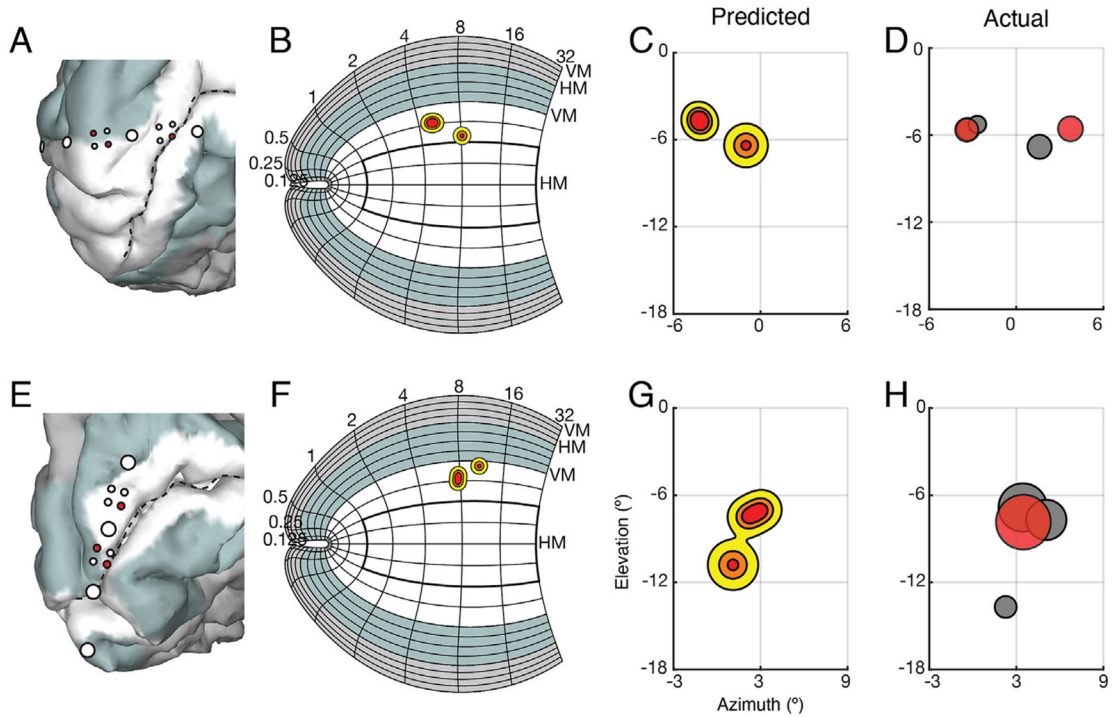 Predicted
Actual
A
B
C
D
0.125
0.25
0.5
1
2
4
8
16
32
VM
HM
VM
HM
0
-6
-12
-18
-6
0
6
0
-6
-12
-18
-6
0
6
E
F
G
H
0.125
0.25
0.5
1
2
4
8
16
32
VM
HM
VM
HM
Elevation (°)
0
-6
-12
-18
-3
3
9
Azimuth (°)
0
-6
-12
-18
-3
3
9